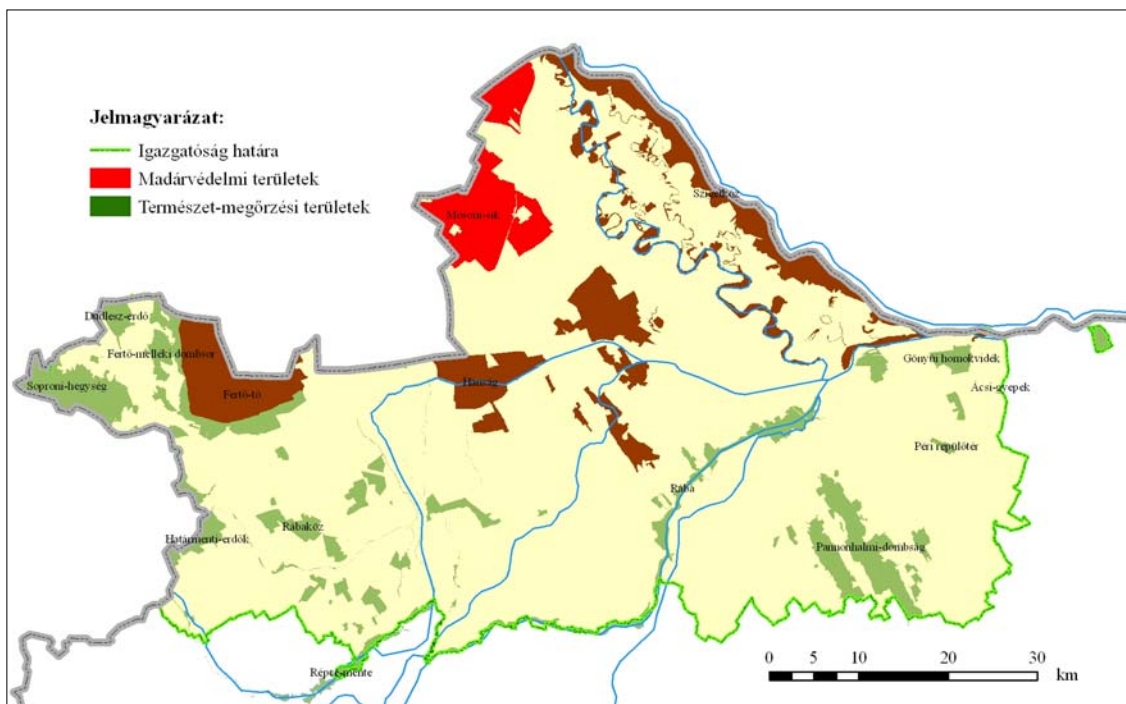 Jelmagyarázat:
Igazgatóság határa
Madárvédelmi területek
Természet-megőrzési területek
Szigetköz
Mosoni-sík
Dudlesz-erdő
Fertő-melléki dombsor
Soproni-hegység
Fertő-tó
Hanság
Gönyűi homokvidék
Ácsi-gyepek
Péri repülőtér
Rába
Rábaköz
Határmenti-erdők
Pannonhalmi-dombság
Répce-mente
0 5 10 20 30
km